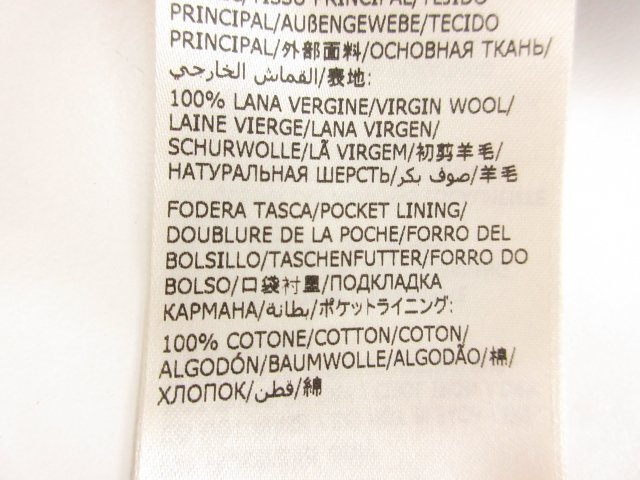 TISSU PRINCIPAL/TEJIDO
PRINCIPAL/AUßENGEWEBE/TECIDO
PRINCIPAL/外部面料/ОСНОВНАЯ ТКАНЬ/
القماش الخارجي/表地:
100% LANA VERGINE/VIRGIN WOOL/
LAINE VIERGE/LANA VIRGEN/
SCHURWOLLE/LÃ VIRGEM/初剪羊毛/
НАТУРАЛЬНАЯ ШЕРСТЬ/صوف بكر/羊毛
FODERA TASCA/POCKET LINING/
DOUBLURE DE LA POCHE/FORRO DEL
BOLSILLO/TASCHENFUTTER/FORRO DO
BOLSO/口袋衬里/ПОДКЛАДКА
КАРМАНА/بطانة/ポケットライニング:
100% COTONE/COTTON/COTON/
ALGODÓN/BAUMWOLLE/ALGODÃO/棉/
ХЛОПОК/قطن/綿